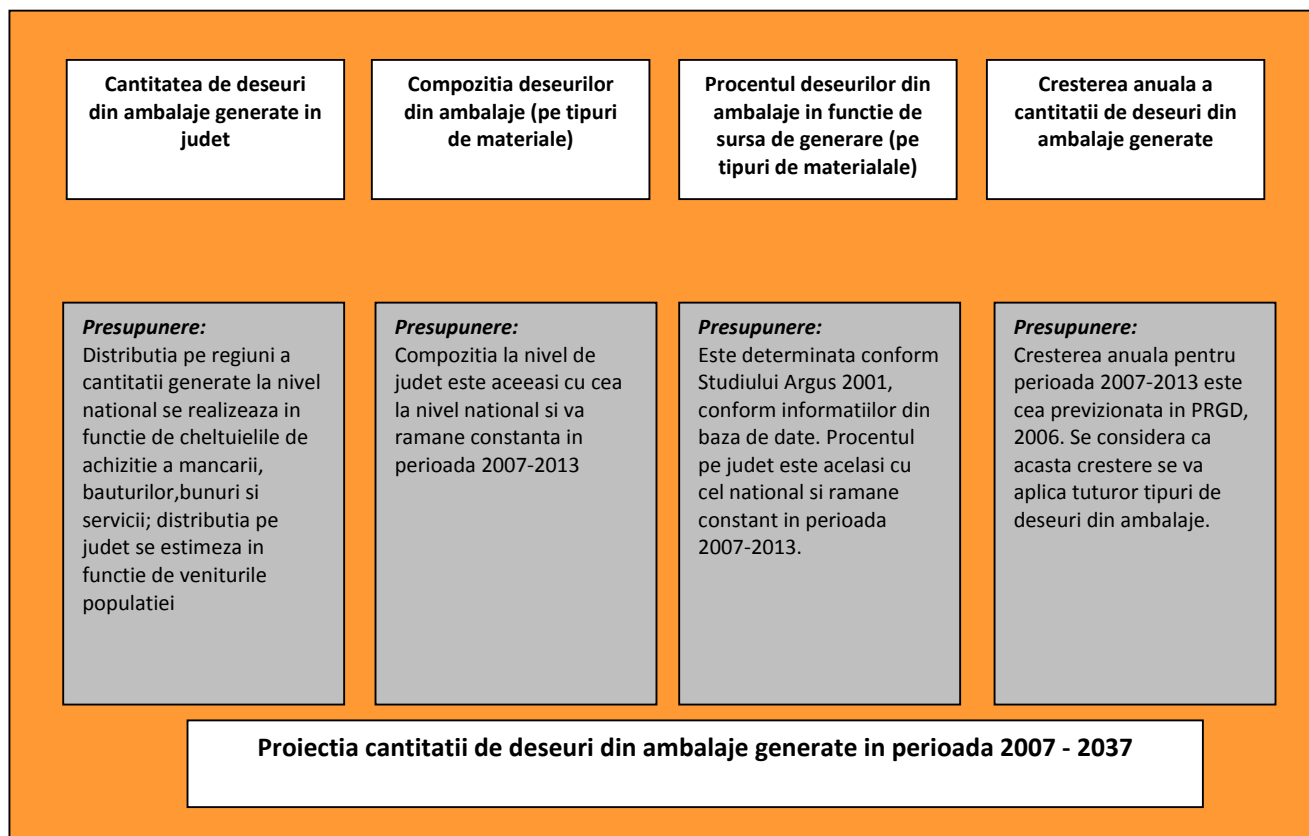 Cantitatea de deseuri
din ambalaje generate in
judet
Compozitia deseurilor
din ambalaje (pe tipuri
de materiale)
Procentul deseurilor din
ambalaje in functie de
sursa de generare (pe
tipuri de materialale)
Cresterea anuala a
cantitatii de deseuri din
ambalaje generate
Presupunere:
Distributia pe regiuni a
cantitatii generate la nivel
national se realizeaza in
functie de cheltuielile de
achizitie a mancarii,
bauturilor,bunuri si
servicii; distributia pe
judet se estimeza in
functie de veniturile
populatiei
Presupunere:
Compozitia la nivel de
judet este aceeasi cu cea
la nivel national si va
ramane constanta in
perioada 2007-2013
Presupunere:
Este determinata conform
Studiului Argus 2001,
conform informatiilor din
baza de date. Procentul
pe judet este acelasi cu
cel national si ramane
constant in perioada
2007-2013.
Presupunere:
Cresterea anuala pentru
perioada 2007-2013 este
cea previzionata in PRGD,
2006. Se considera ca
acasta crestere se va
aplica tuturor tipuri de
deseuri din ambalaje.
Proiectia cantitatii de deseuri din ambalaje generate in perioada 2007 - 2037